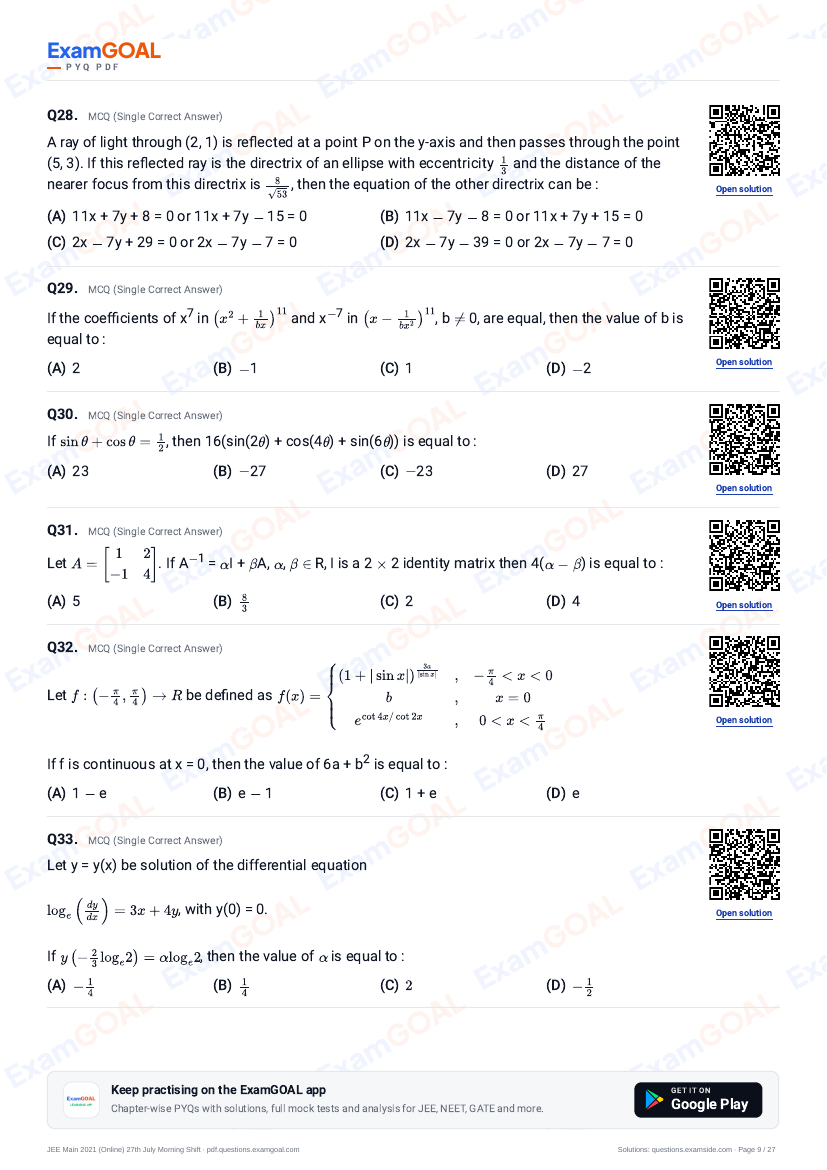 ExamGOAL
PYQ PDF
Q28. MCQ (Single Correct Answer)
A ray of light through (2, 1) is reflected at a point P on the y-axis and then passes through the point
(5, 3). If this reflected ray is the directrix of an ellipse with eccentricity 1/3 and the distance of the
nearer focus from this directrix is 8/√53, then the equation of the other directrix can be :
(A) 11x + 7y + 8 = 0 or 11x + 7y − 15 = 0 (B) 11x − 7y − 8 = 0 or 11x + 7y + 15 = 0
(C) 2x − 7y + 29 = 0 or 2x − 7y − 7 = 0 (D) 2x − 7y − 39 = 0 or 2x − 7y − 7 = 0
Open solution
Q29. MCQ (Single Correct Answer)
If the coefficients of x⁷ in (x² + 1/bx)¹¹ and x⁻⁷ in (x − 1/bx²)¹¹, b ≠ 0, are equal, then the value of b is
equal to :
(A) 2 (B) −1 (C) 1 (D) −2
Open solution
Q30. MCQ (Single Correct Answer)
If sin θ + cos θ = 1/2, then 16(sin(2θ) + cos(4θ) + sin(6θ)) is equal to :
(A) 23 (B) −27 (C) −23 (D) 27
Open solution
Q31. MCQ (Single Correct Answer)
Let A = [1 2
−1 4]. If A⁻¹ = αI + βA, α, β ∈ R, I is a 2 × 2 identity matrix then 4(α − β) is equal to :
(A) 5 (B) 8/3 (C) 2 (D) 4
Open solution
Q32. MCQ (Single Correct Answer)
Let f : (−π/4, π/4) → R be defined as f(x) = { (1 + | sin x|)^(3a/|sin x|) , −π/4 < x < 0
b , x = 0
e^(cot 4x/ cot 2x) , 0 < x < π/4
If f is continuous at x = 0, then the value of 6a + b² is equal to :
(A) 1 − e (B) e − 1 (C) 1 + e (D) e
Open solution
Q33. MCQ (Single Correct Answer)
Let y = y(x) be solution of the differential equation
logₑ (dy/dx) = 3x + 4y, with y(0) = 0.
If y (−2/3 logₑ2) = αlogₑ2, then the value of α is equal to :
(A) −1/4 (B) 1/4 (C) 2 (D) −1/2
Open solution
Keep practising on the ExamGOAL app
Chapter-wise PYQs with solutions, full mock tests and analysis for JEE, NEET, GATE and more.
GET IT ON
Google Play
JEE Main 2021 (Online) 27th July Morning Shift · pdf.questions.examgoal.com
Solutions: questions.examside.com · Page 9 / 27